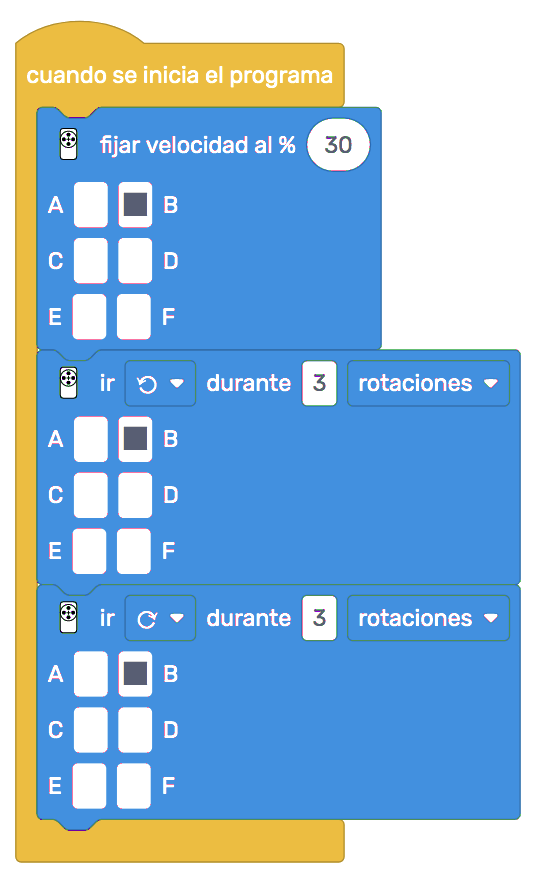 cuando se inicia el programa
fijar velocidad al % 30
A B
C D
E F
ir durante 3 rotaciones
A B
C D
E F
ir durante 3 rotaciones
A B
C D
E F